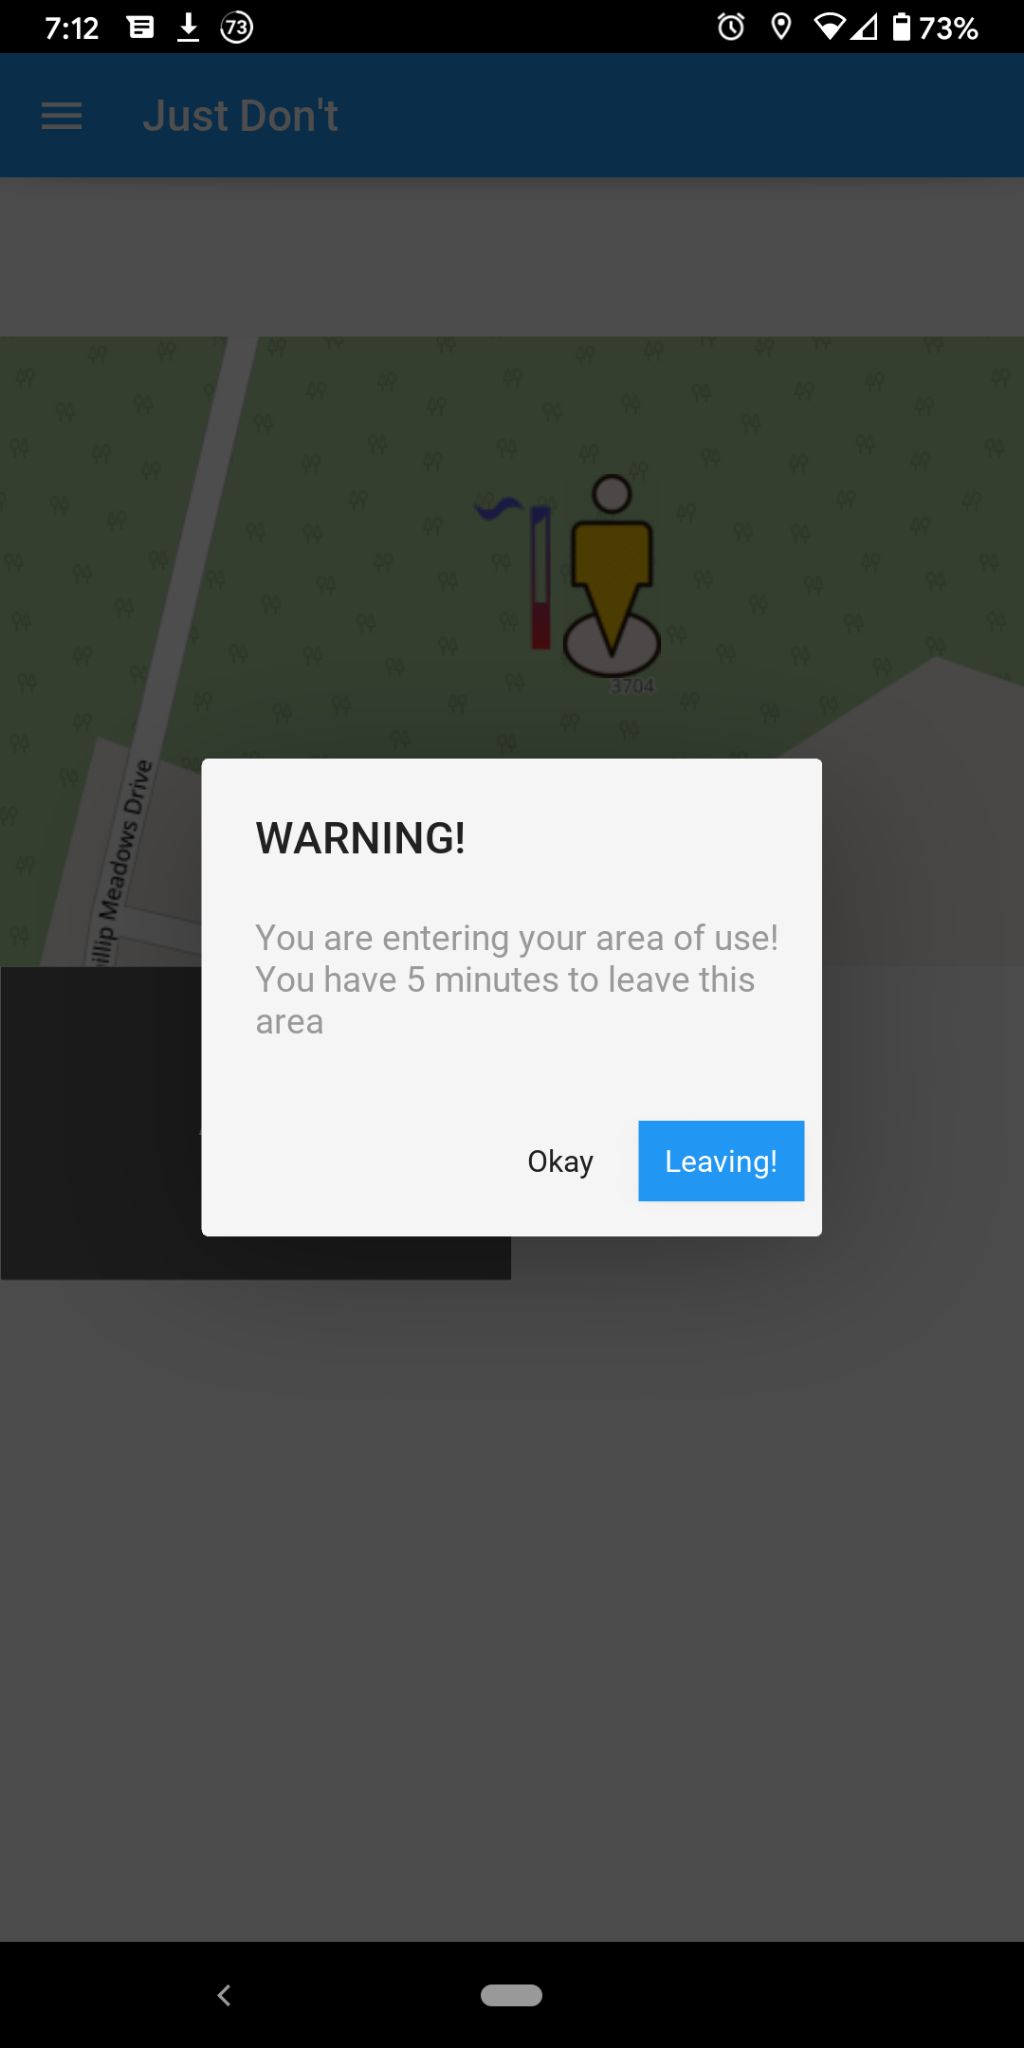 7:12
73
73%
Just Don't
3704
illip Meadows Drive
WARNING!
You are entering your area of use!
You have 5 minutes to leave this
area
Okay
Leaving!